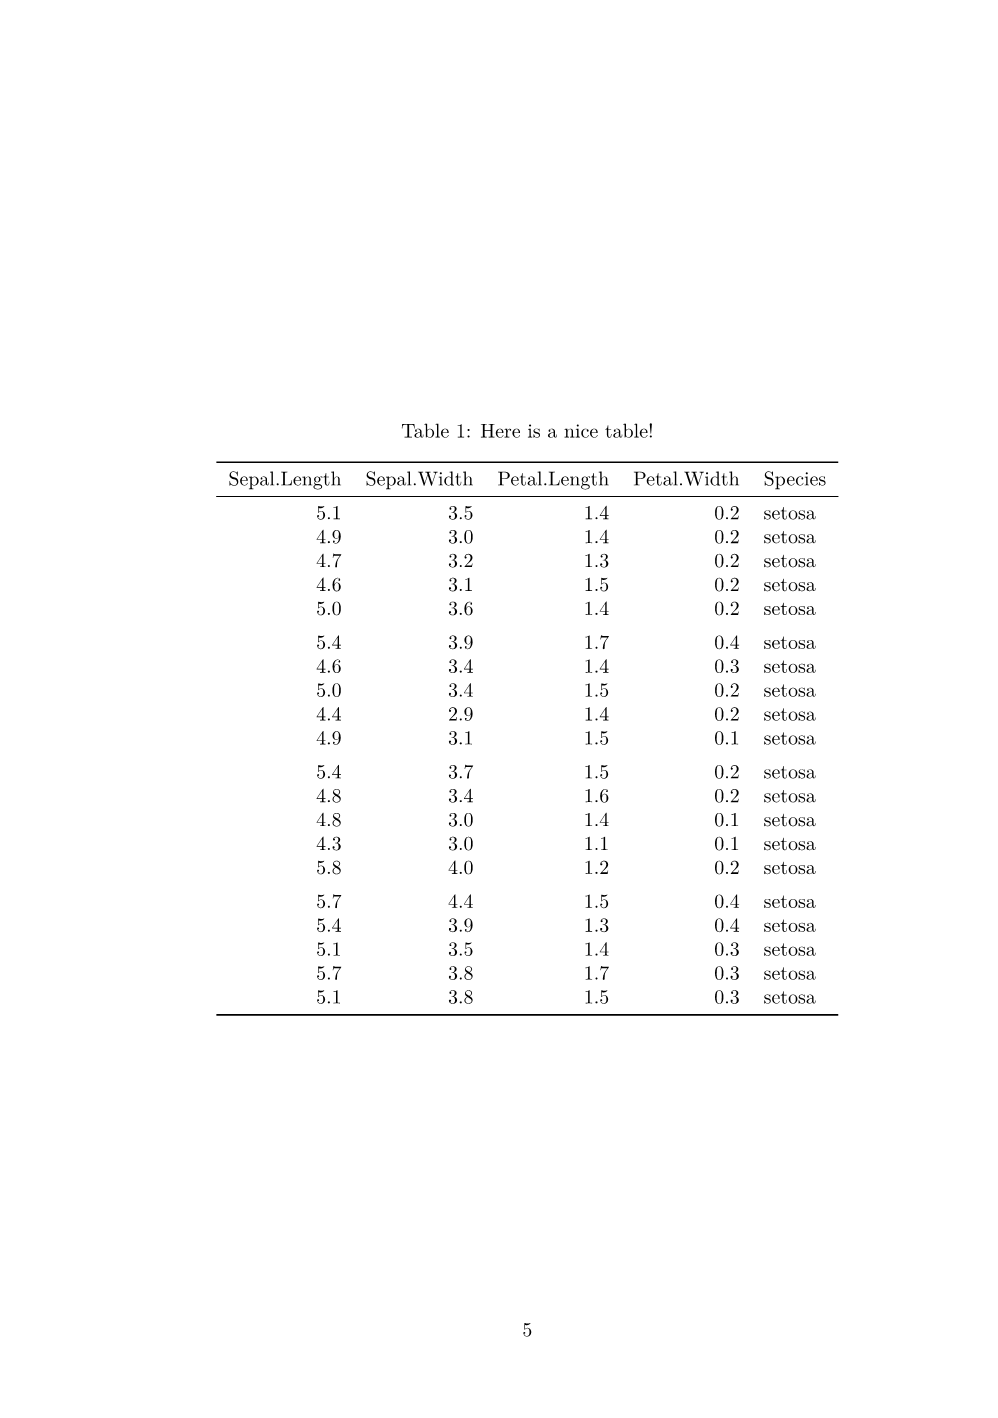 Table 1: Here is a nice table!
Sepal.Length Sepal.Width Petal.Length Petal.Width Species
5.1 3.5 1.4 0.2 setosa
4.9 3.0 1.4 0.2 setosa
4.7 3.2 1.3 0.2 setosa
4.6 3.1 1.5 0.2 setosa
5.0 3.6 1.4 0.2 setosa
5.4 3.9 1.7 0.4 setosa
4.6 3.4 1.4 0.3 setosa
5.0 3.4 1.5 0.2 setosa
4.4 2.9 1.4 0.2 setosa
4.9 3.1 1.5 0.1 setosa
5.4 3.7 1.5 0.2 setosa
4.8 3.4 1.6 0.2 setosa
4.8 3.0 1.4 0.1 setosa
4.3 3.0 1.1 0.1 setosa
5.8 4.0 1.2 0.2 setosa
5.7 4.4 1.5 0.4 setosa
5.4 3.9 1.3 0.4 setosa
5.1 3.5 1.4 0.3 setosa
5.7 3.8 1.7 0.3 setosa
5.1 3.8 1.5 0.3 setosa
5